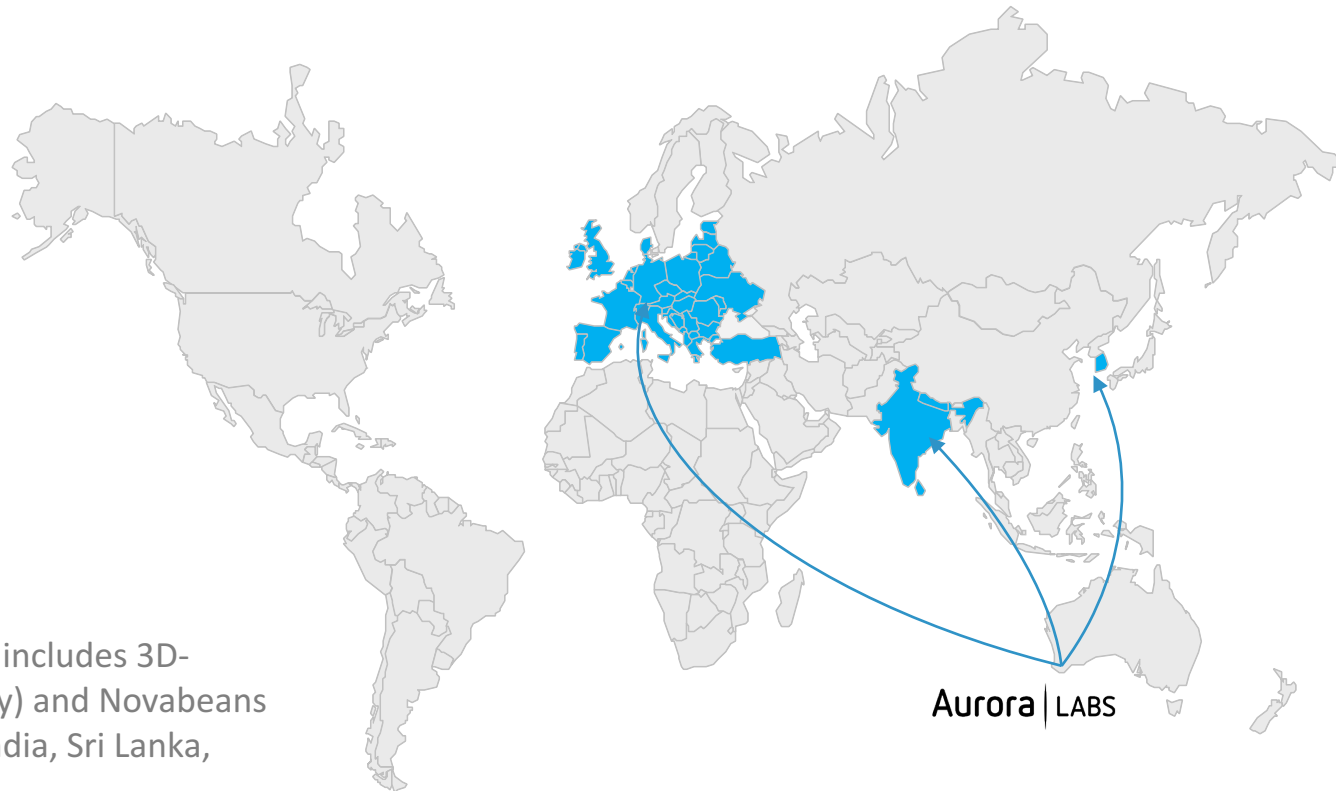 includes 3D-
y) and Novabeans
dia, Sri Lanka,
Aurora | LABS